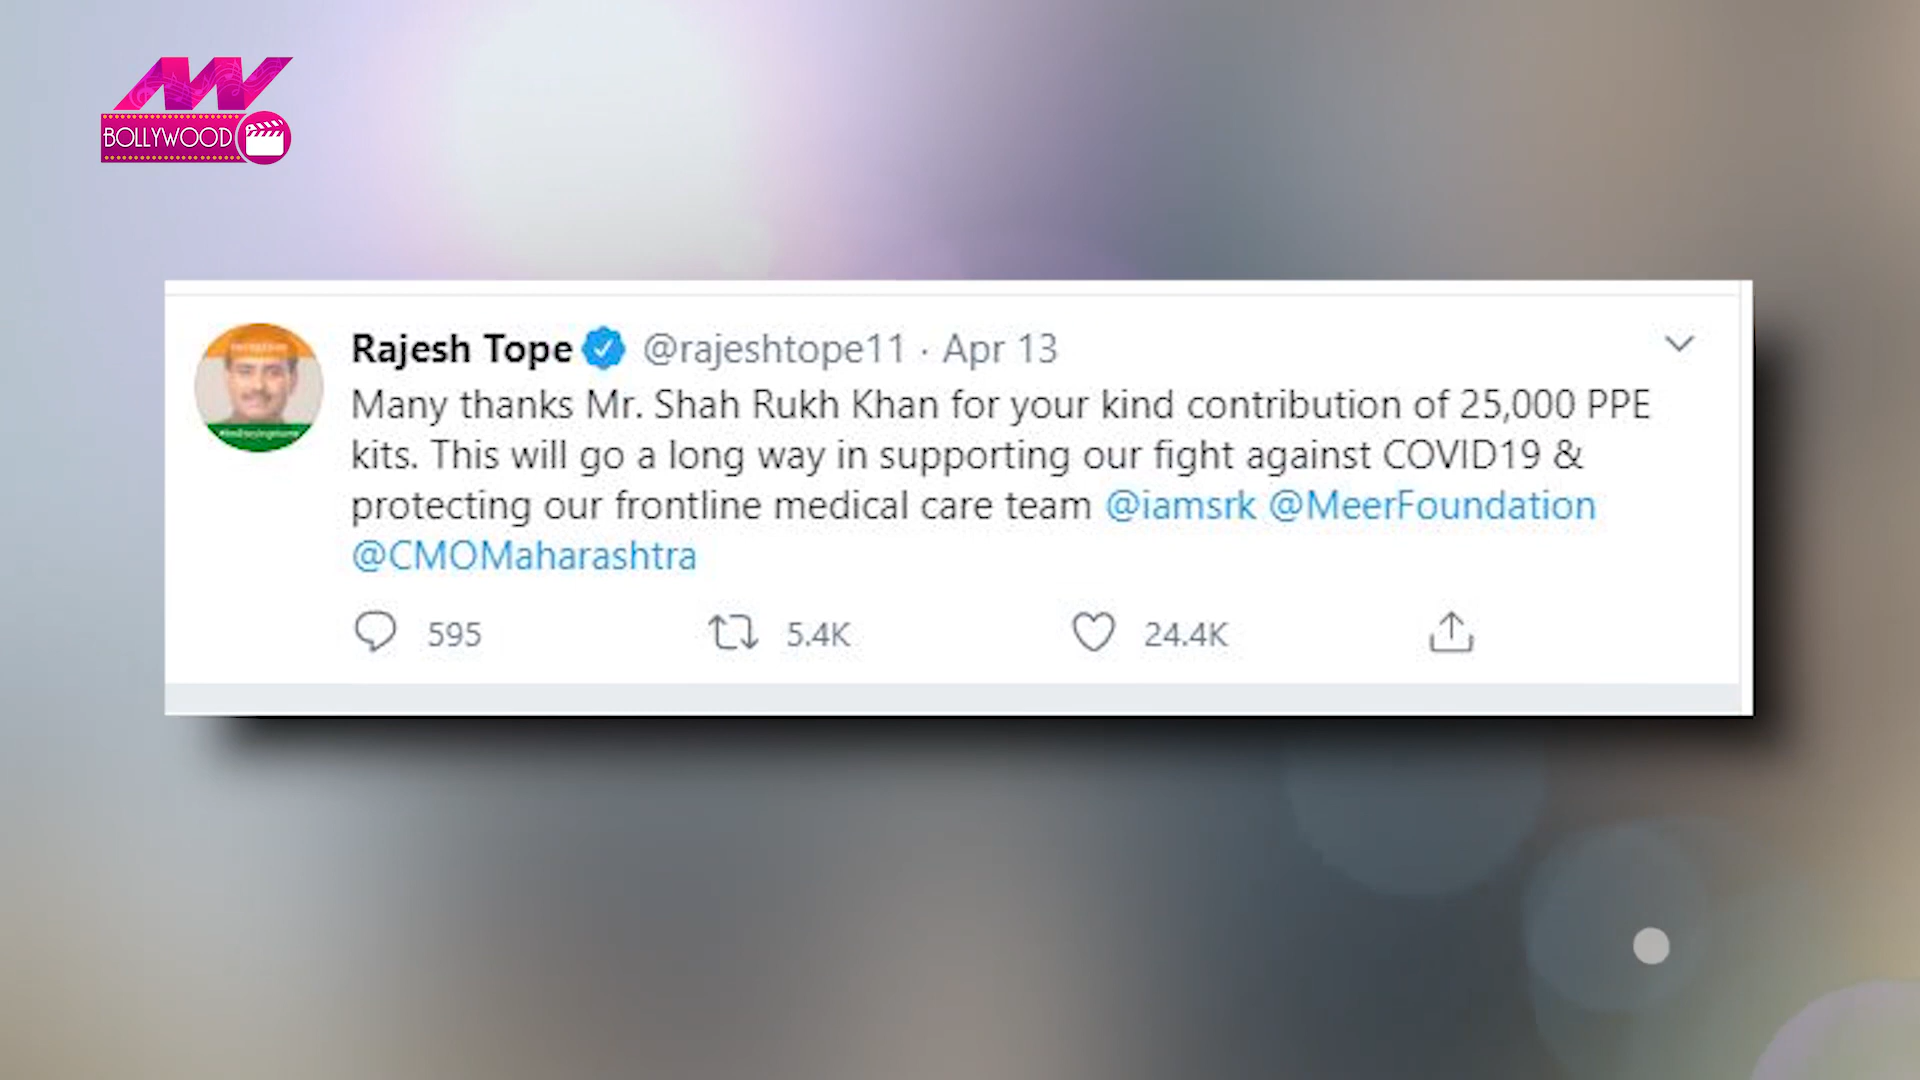 BOLLYWOOD
Rajesh Tope @rajeshtope11 · Apr 13
Many thanks Mr. Shah Rukh Khan for your kind contribution of 25,000 PPE
kits. This will go a long way in supporting our fight against COVID19 &
protecting our frontline medical care team @iamsrk @MeerFoundation
@CMOMaharashtra
595 5.4K 24.4K